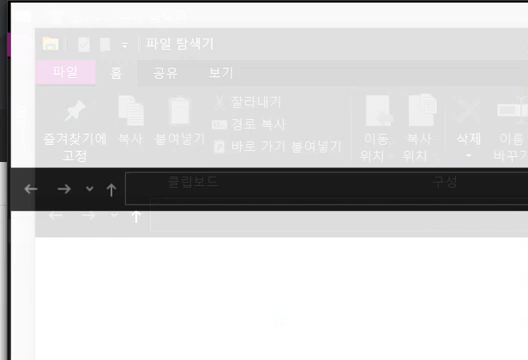 파일 탐색기
파일 홈 공유 보기
잘라내기
경로 복사
바로 가기 붙여넣기
즐겨찾기에 고정
복사
붙여넣기
이동 위치
복사 위치
삭제
이름 바꾸기
클립보드
구성